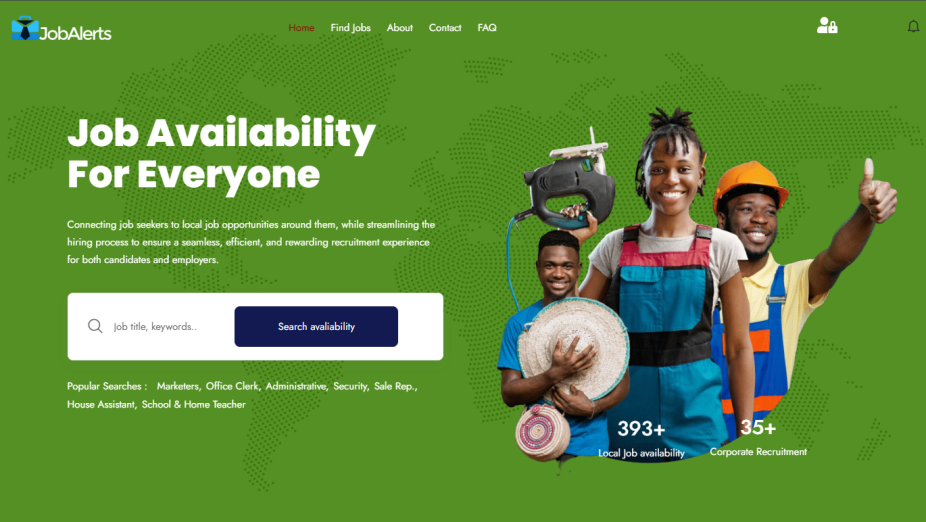 JobAlerts
Home Find Jobs About Contact FAQ
Job Availability
For Everyone
Connecting job seekers to local job opportunities around them, while streamlining the
hiring process to ensure a seamless, efficient, and rewarding recruitment experience
for both candidates and employers.
Job title, keywords..
Search avaliability
Popular Searches : Marketers, Office Clerk, Administrative, Security, Sale Rep.,
House Assistant, School & Home Teacher
393+
Local Job availability
35+
Corporate Recruitment